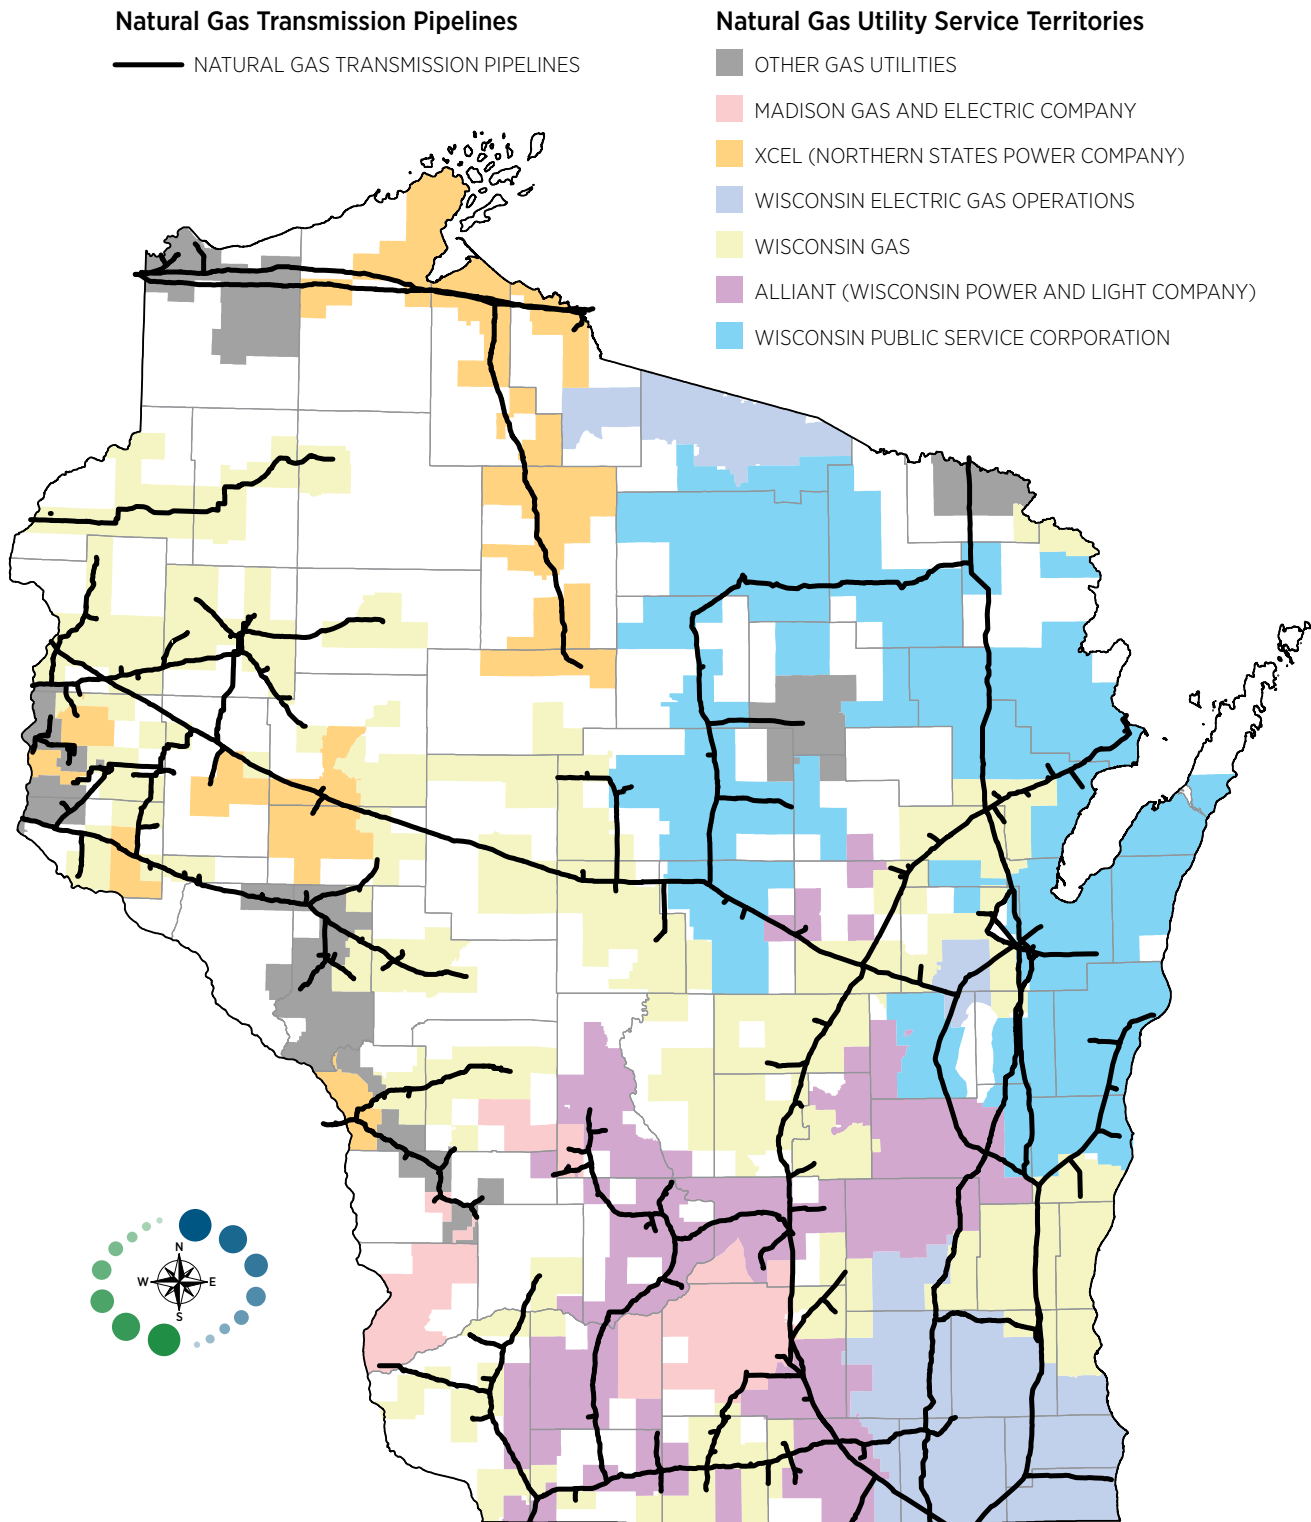 Natural Gas Transmission Pipelines
NATURAL GAS TRANSMISSION PIPELINES
Natural Gas Utility Service Territories
OTHER GAS UTILITIES
MADISON GAS AND ELECTRIC COMPANY
XCEL (NORTHERN STATES POWER COMPANY)
WISCONSIN ELECTRIC GAS OPERATIONS
WISCONSIN GAS
ALLIANT (WISCONSIN POWER AND LIGHT COMPANY)
WISCONSIN PUBLIC SERVICE CORPORATION
N
W E
S